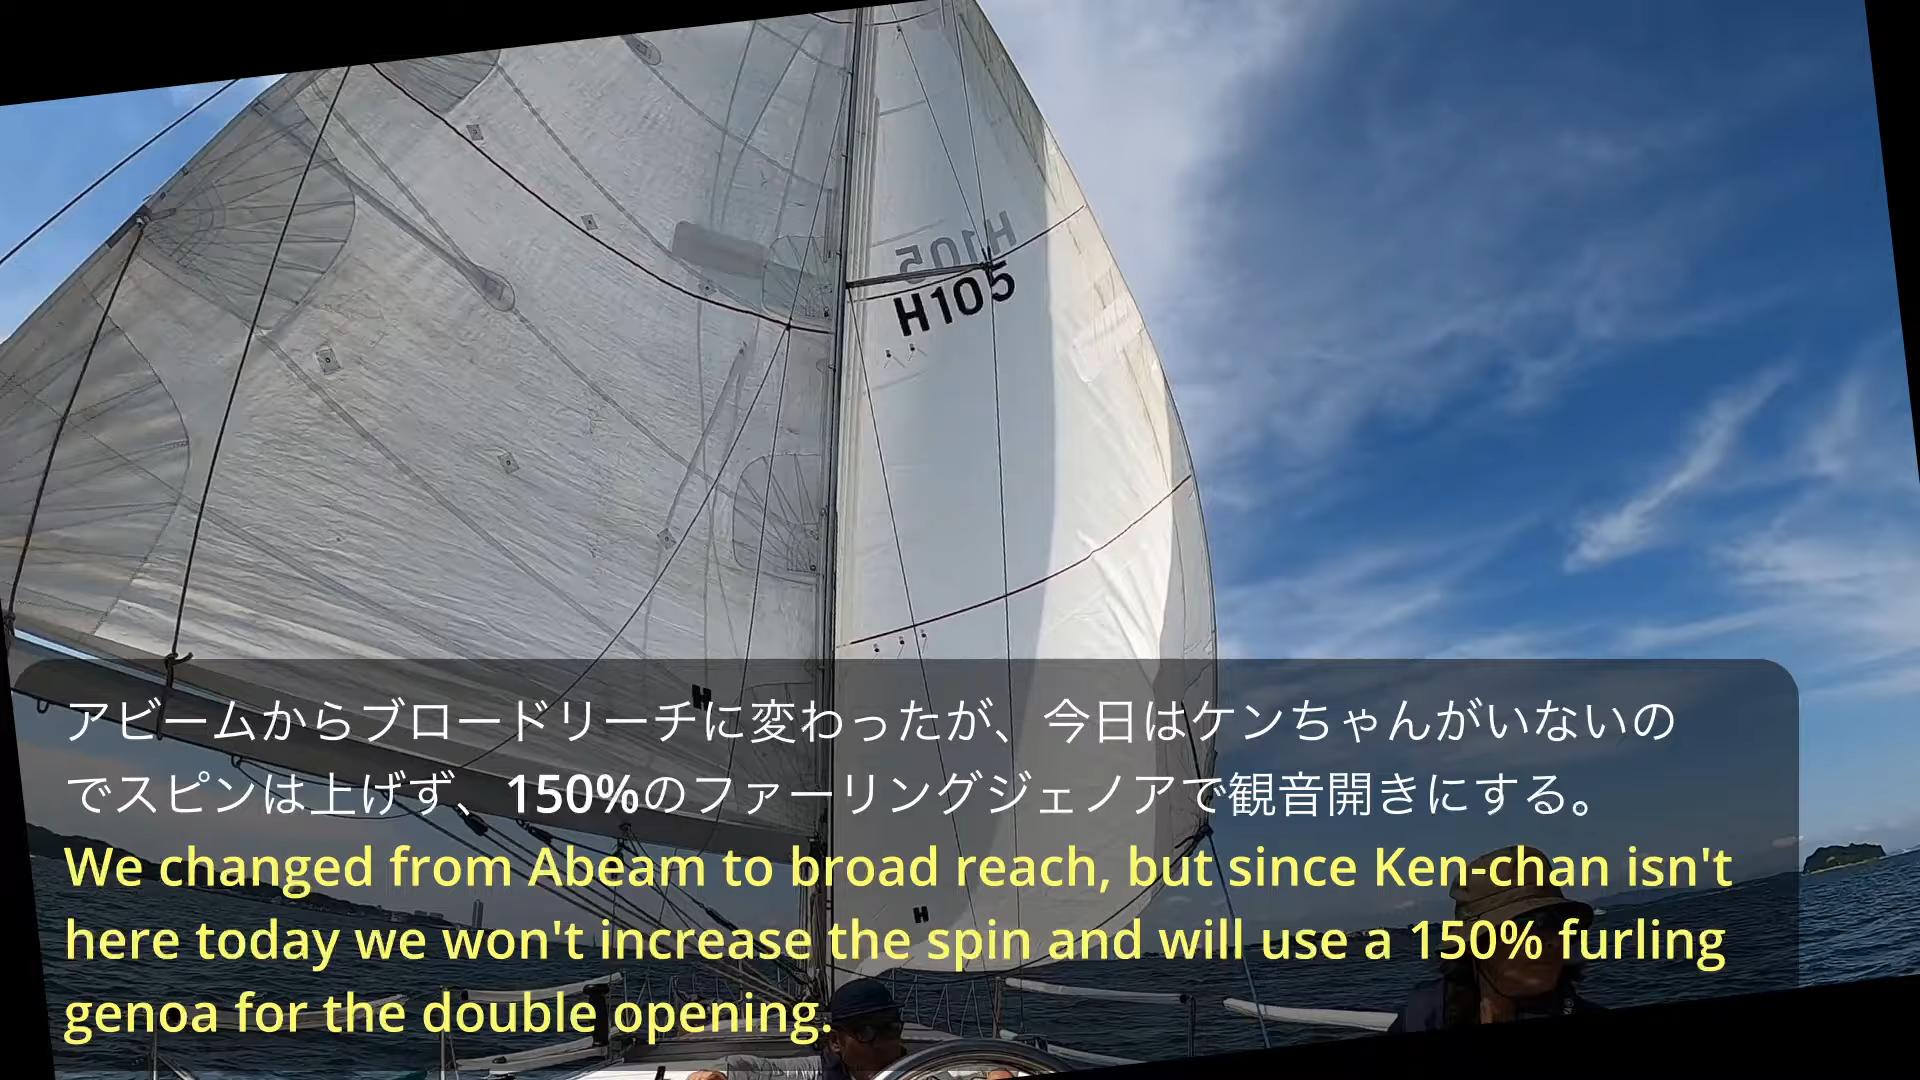 H105
H105
アビームからブロードリーチに変わったが、今日はケンちゃんがいないの
でスピンは上げず、150%のファーリングジェノアで観音開きにする。
We changed from Abeam to broad reach, but since Ken-chan isn't
here today we won't increase the spin and will use a 150% furling
genoa for the double opening.